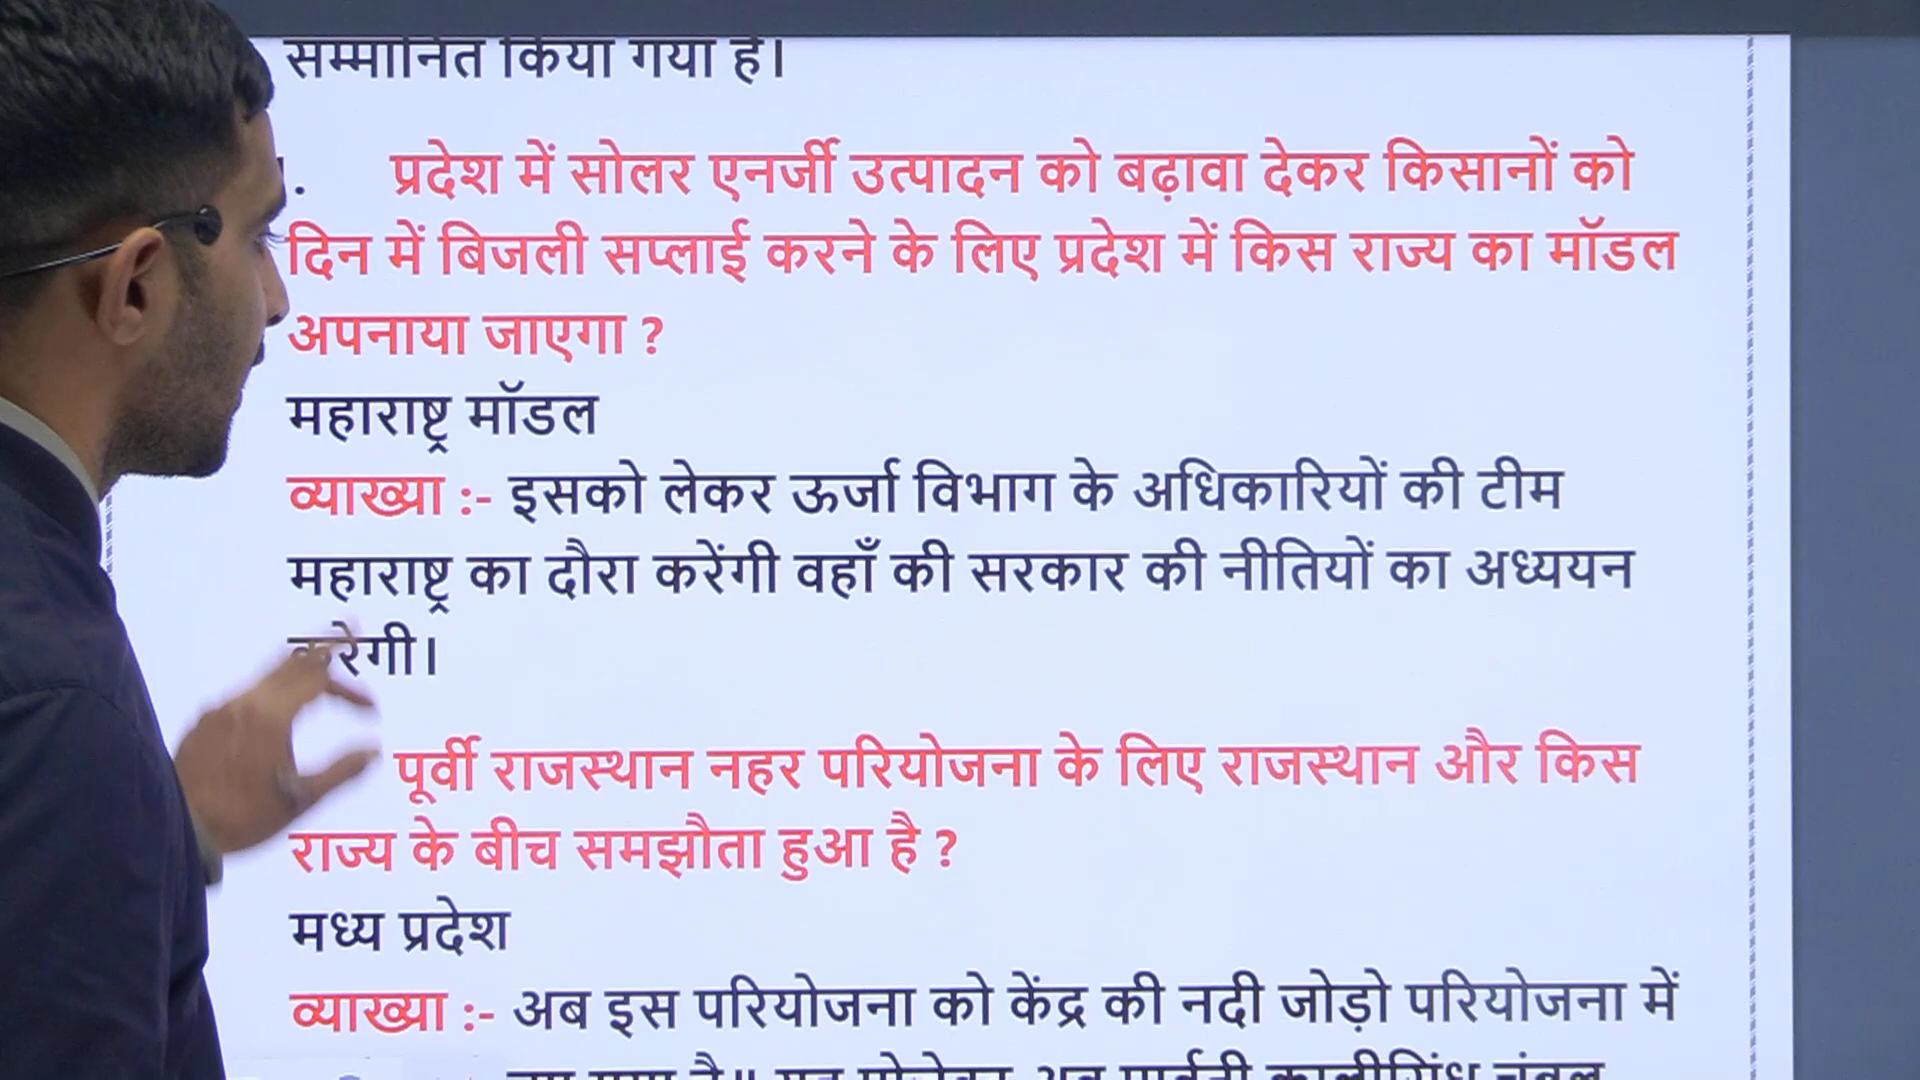 सम्मानित किया गया है।
. प्रदेश में सोलर एनर्जी उत्पादन को बढ़ावा देकर किसानों को
दिन में बिजली सप्लाई करने के लिए प्रदेश में किस राज्य का मॉडल
अपनाया जाएगा ?
महाराष्ट्र मॉडल
व्याख्या :- इसको लेकर ऊर्जा विभाग के अधिकारियों की टीम
महाराष्ट्र का दौरा करेंगी वहाँ की सरकार की नीतियों का अध्ययन
करेगी।
पूर्वी राजस्थान नहर परियोजना के लिए राजस्थान और किस
राज्य के बीच समझौता हुआ है ?
मध्य प्रदेश
व्याख्या :- अब इस परियोजना को केंद्र की नदी जोड़ो परियोजना में